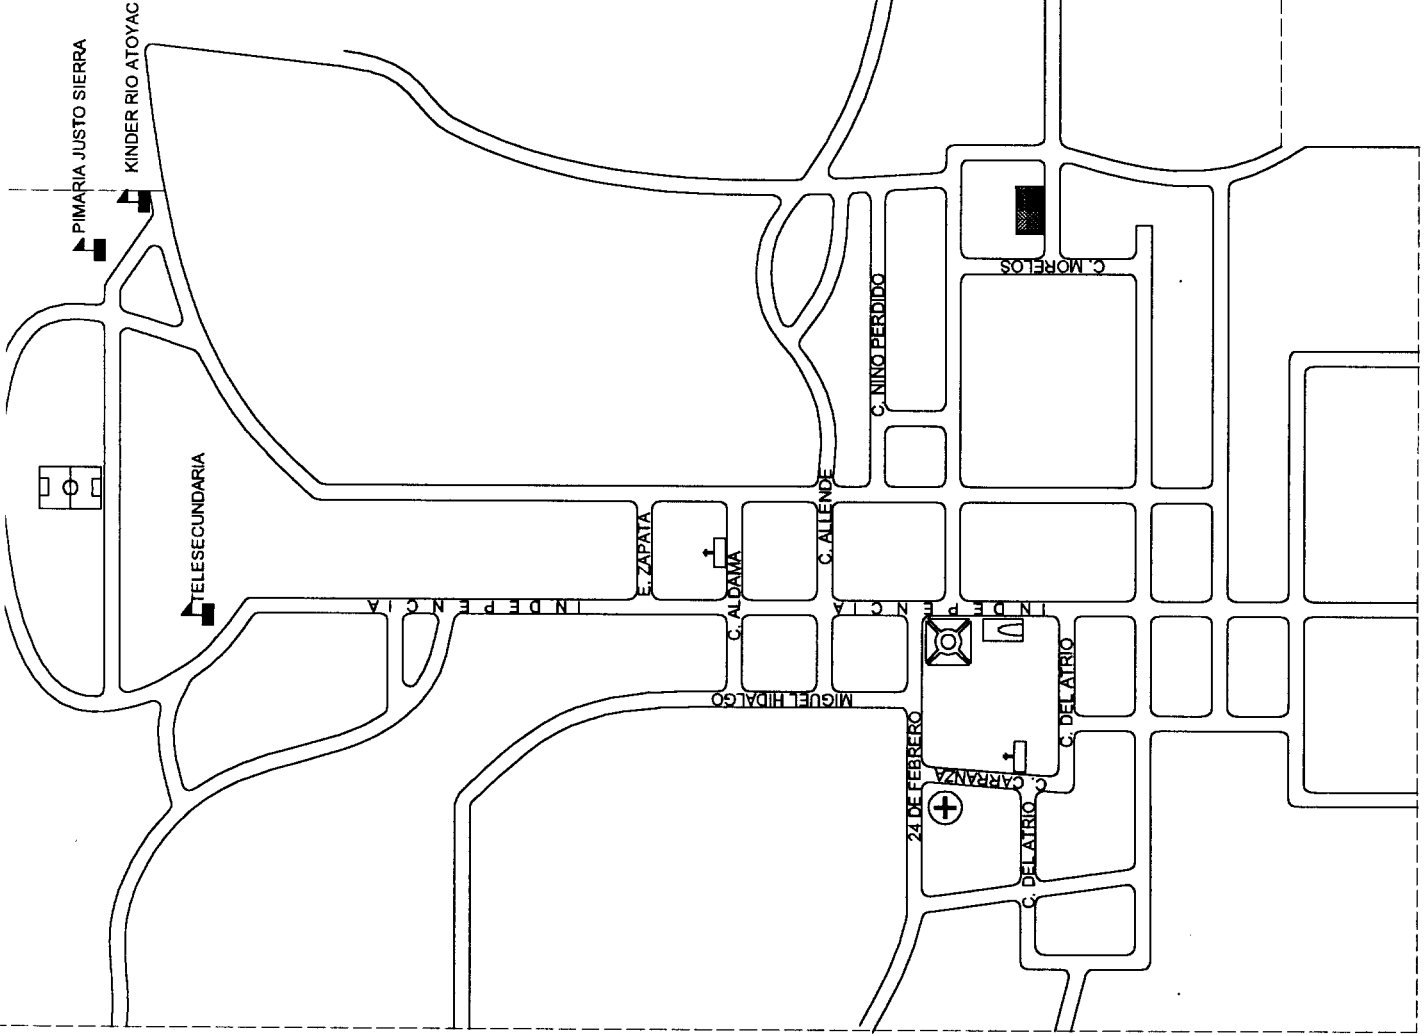 PIMARIA JUSTO SIERRA
KINDER RIO ATOYAC
TELESECUNDARIA
C. NINO PERDIDO
C. MORELOS
E. ZAPATA
C. ALDAMA
C. ALLENDE
INDEPENCIA
INDEPENCIA
MIGUEL HIDALGO
24 DE FEBRERO
C. CARRANZA
C. DEL ATRIO
C. DEL ATRIO